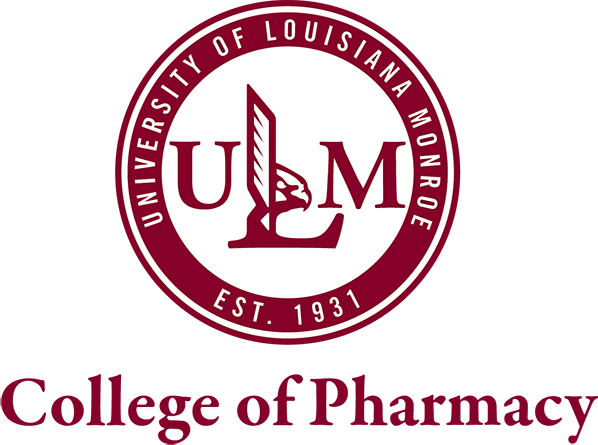 UNIVERSITY OF LOUISIANA MONROE
ULM
EST. 1931
College of Pharmacy